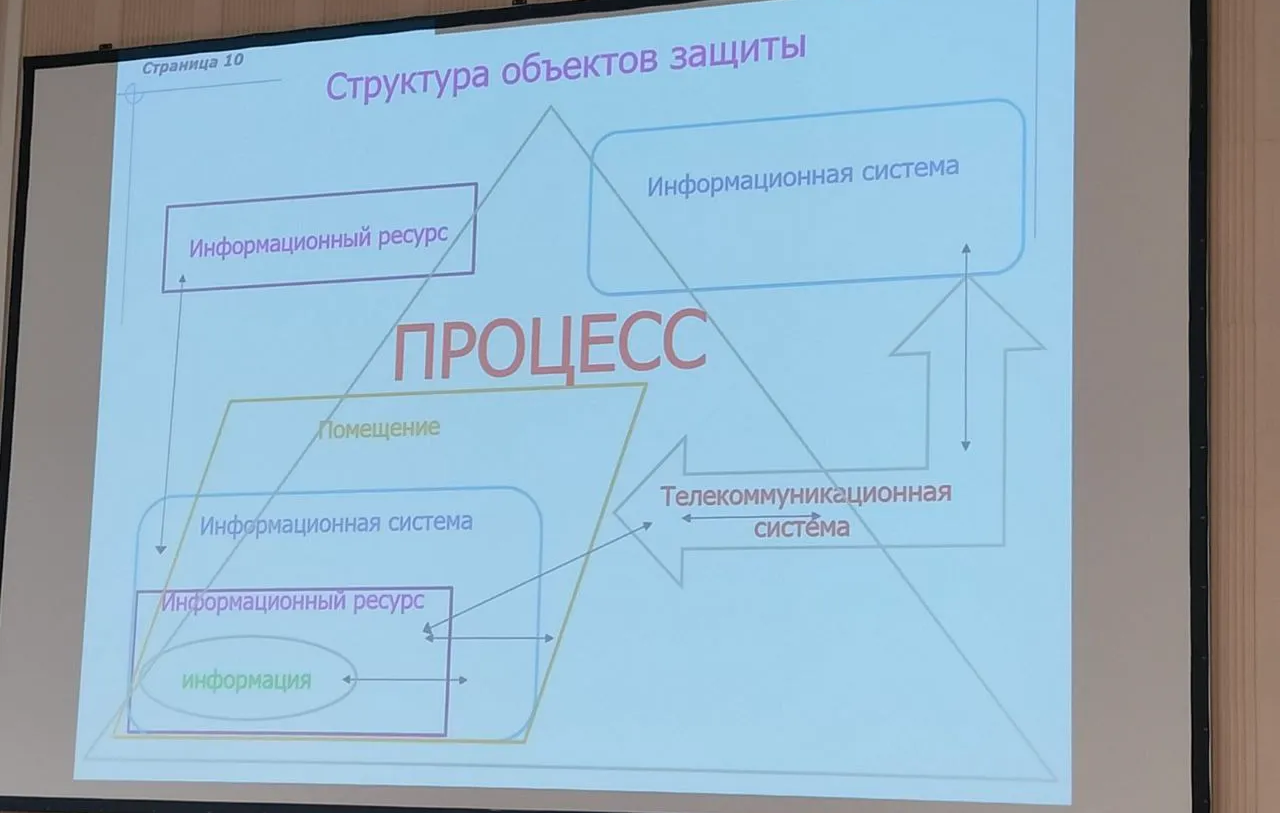 Страница 10
Структура объектов защиты
Информационная система
Информационный ресурс
ПРОЦЕСС
Помещение
Телекоммуникационная
система
Информационная система
Информационный ресурс
информация